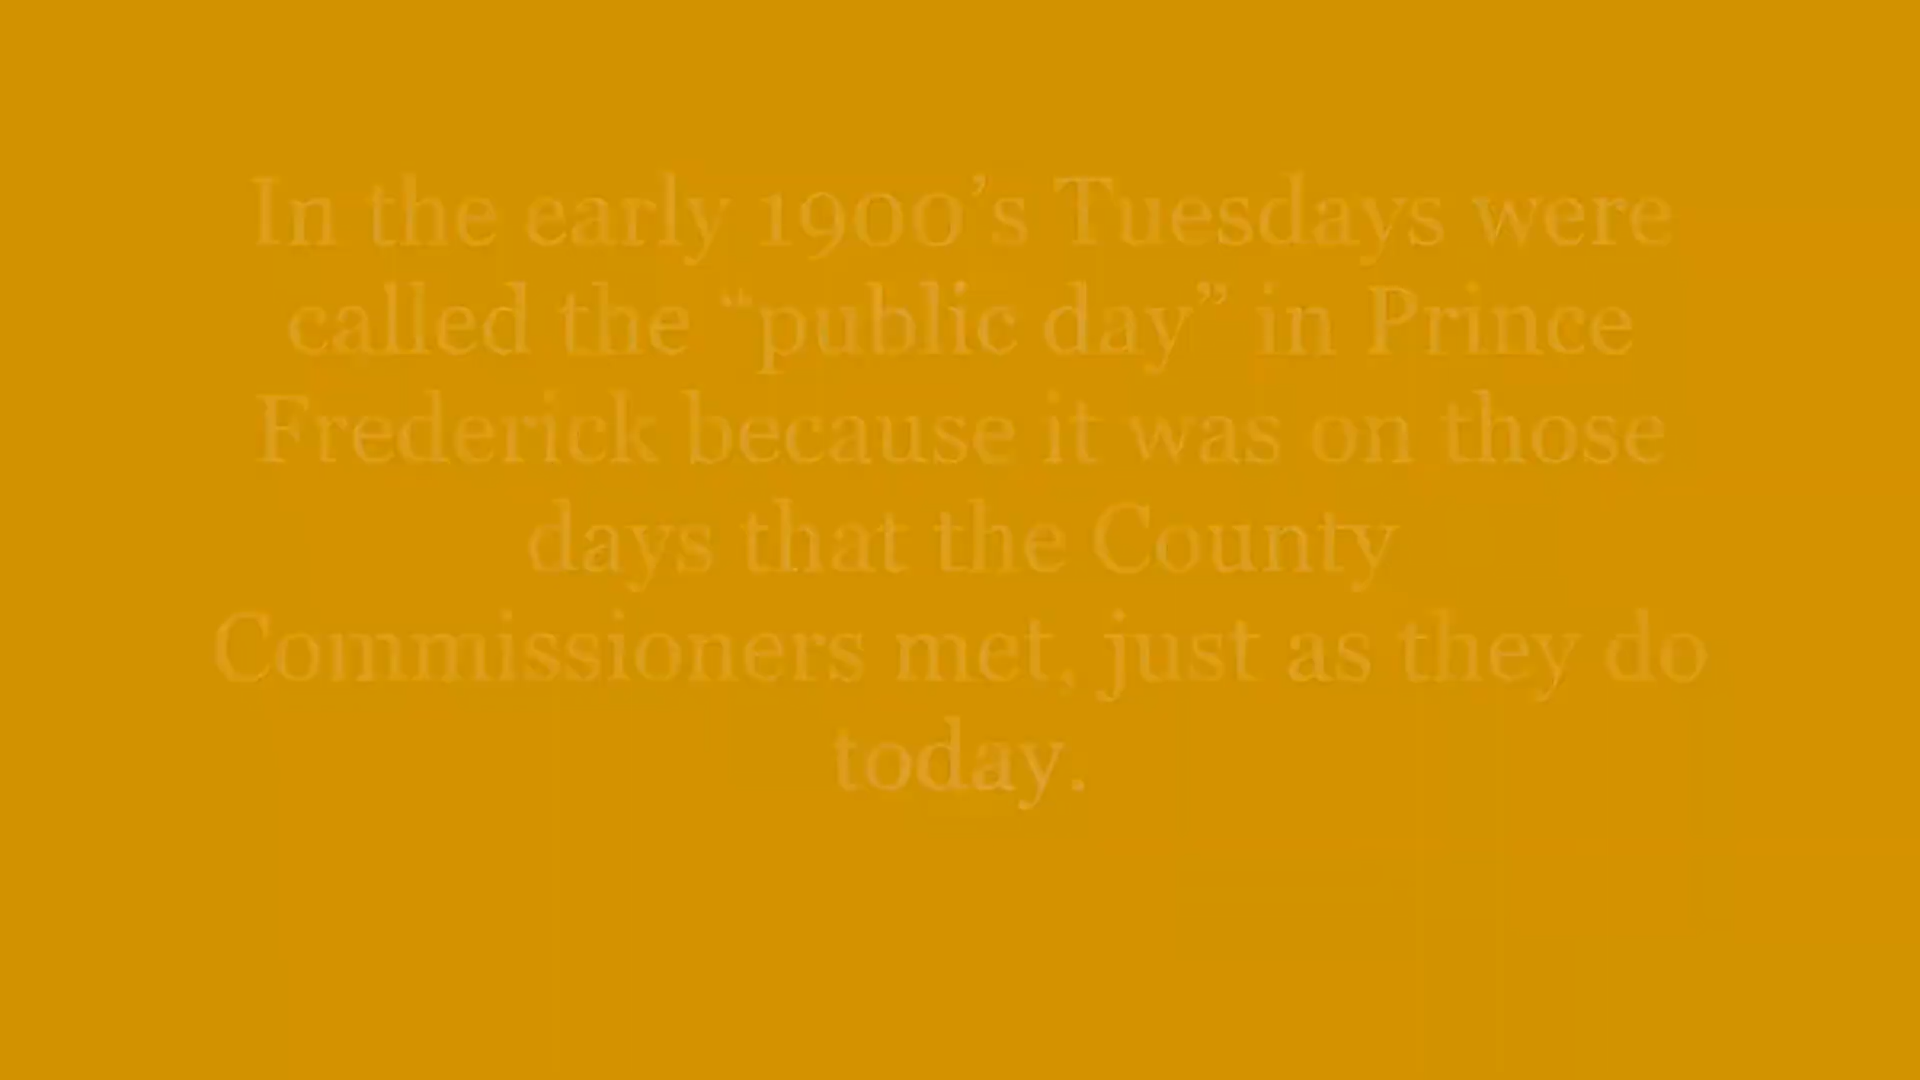 In the early 1900’s Tuesdays were
called the “public day” in Prince
Frederick because it was on those
days that the County
Commissioners met, just as they do
today.